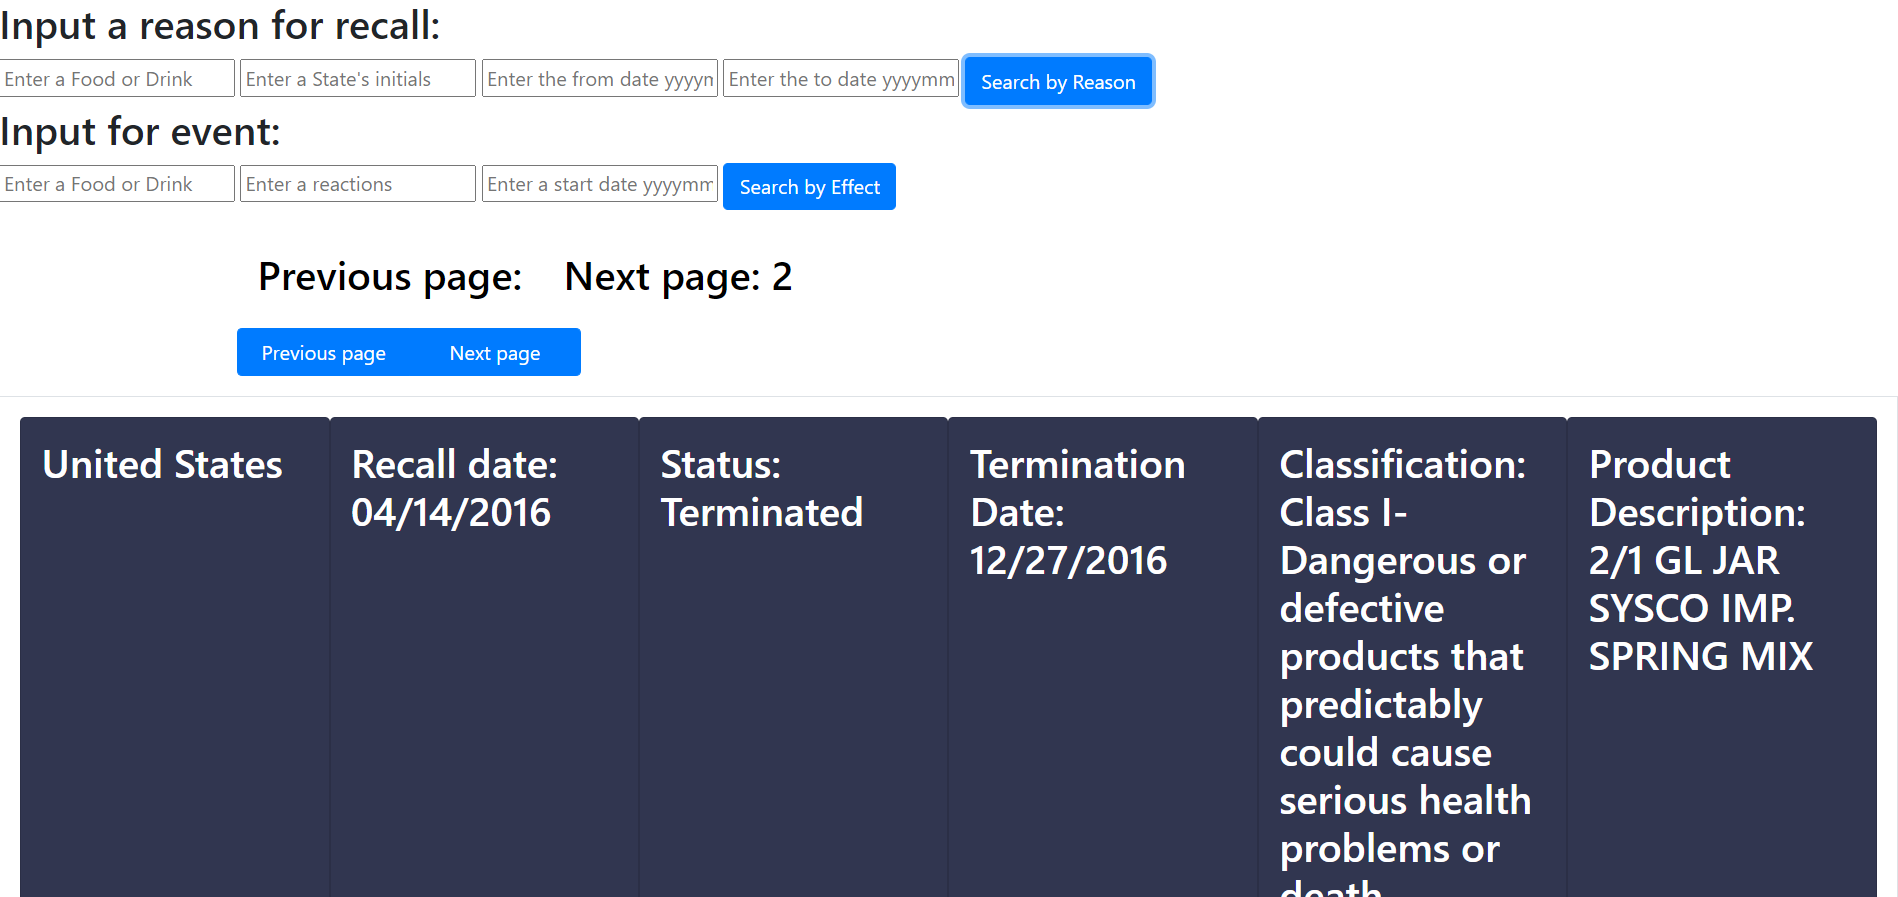 Input a reason for recall:
Enter a Food or Drink Enter a State's initials Enter the from date yyyyn Enter the to date yyyymm Search by Reason
Input for event:
Enter a Food or Drink Enter a reactions Enter a start date yyyymm Search by Effect
Previous page: Next page: 2
Previous page Next page
United States
Recall date:
04/14/2016
Status:
Terminated
Termination
Date:
12/27/2016
Classification:
Class I-
Dangerous or
defective
products that
predictably
could cause
serious health
problems or
death
Product
Description:
2/1 GL JAR
SYSCO IMP.
SPRING MIX